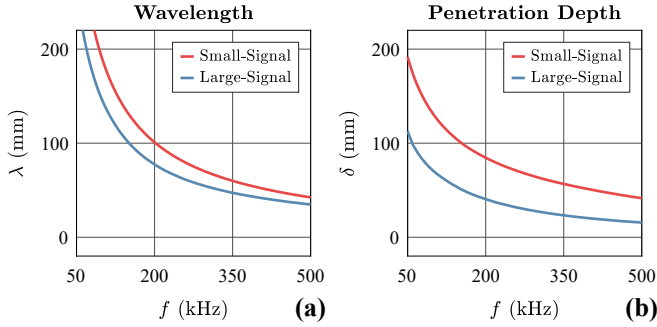 Wavelength
200
100
0
λ (mm)
Small-Signal
Large-Signal
50 200 350 500
f (kHz)
(a)
Penetration Depth
200
100
0
δ (mm)
Small-Signal
Large-Signal
50 200 350 500
f (kHz)
(b)